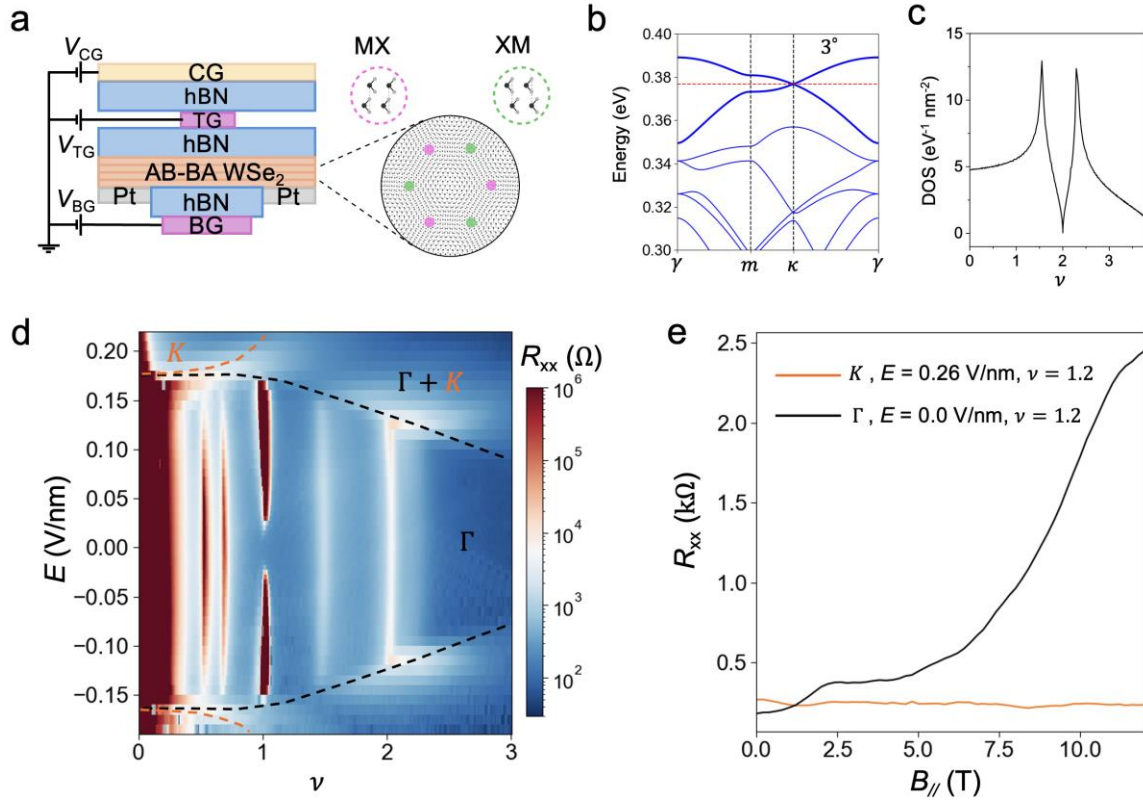 a
V_CG
CG
hBN
TG
V_TG
hBN
AB-BA WSe₂
Pt
hBN
Pt
V_BG
BG
MX
XM
b
3°
Energy (eV)
0.40
0.38
0.36
0.34
0.32
0.30
γ m κ γ
c
DOS (eV⁻¹ nm⁻²)
15
10
5
0
0 1 2 3
ν
d
E (V/nm)
0.20
0.15
0.10
0.05
0.00
−0.05
−0.10
−0.15
K
Γ + K
Γ
0 1 2 3
ν
R_xx (Ω)
10⁶
10⁵
10⁴
10³
10²
e
R_xx (kΩ)
2.5
2.0
1.5
1.0
0.5
K , E = 0.26 V/nm, ν = 1.2
Γ , E = 0.0 V/nm, ν = 1.2
0.0 2.5 5.0 7.5 10.0
B_// (T)